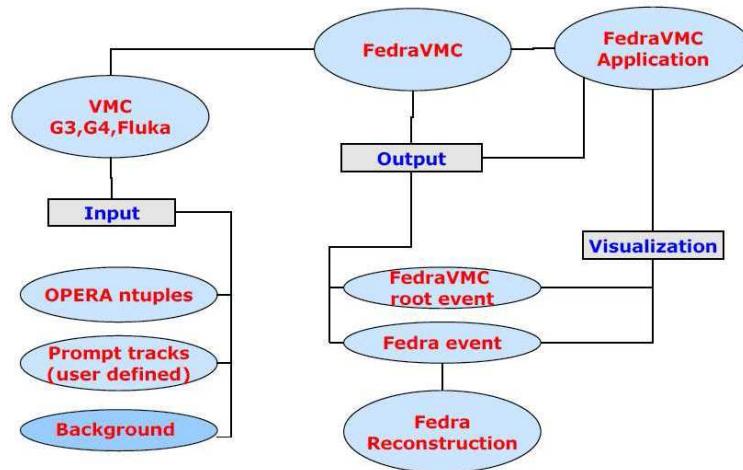 FedraVMC
FedraVMC
Application
VMC
G3,G4,Fluka
Output
Input
Visualization
FedraVMC
root event
OPERA ntuples
Fedra event
Prompt tracks
(user defined)
Background
Fedra
Reconstruction